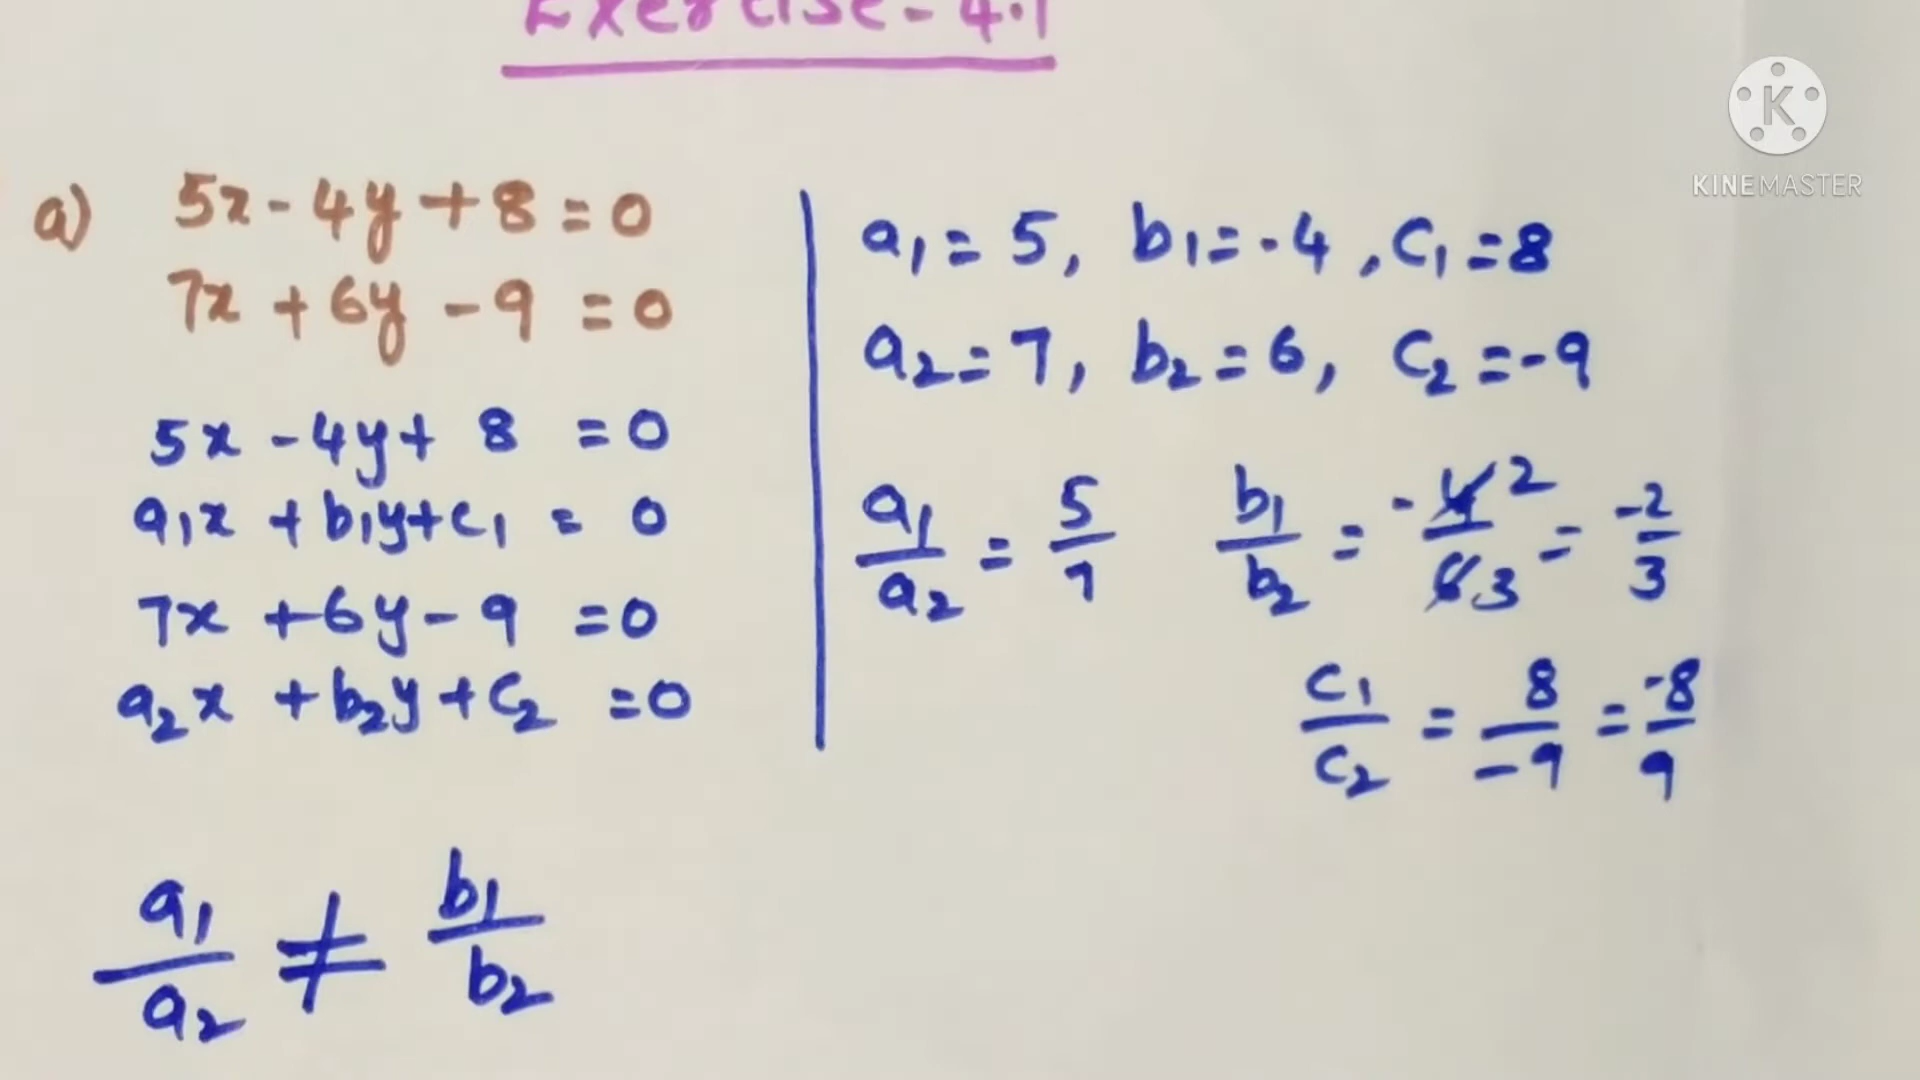 Exercise - 4.1
a) 5x - 4y + 8 = 0
7x + 6y - 9 = 0
5x - 4y + 8 = 0
a1x + b1y + c1 = 0
7x + 6y - 9 = 0
a2x + b2y + c2 = 0
a1/a2 ≠ b1/b2
a1 = 5, b1 = -4, c1 = 8
a2 = 7, b2 = 6, c2 = -9
a1/a2 = 5/7 b1/b2 = -4 2/6 3 = -2/3
c1/c2 = 8/-9 = -8/9
K
KINEMASTER